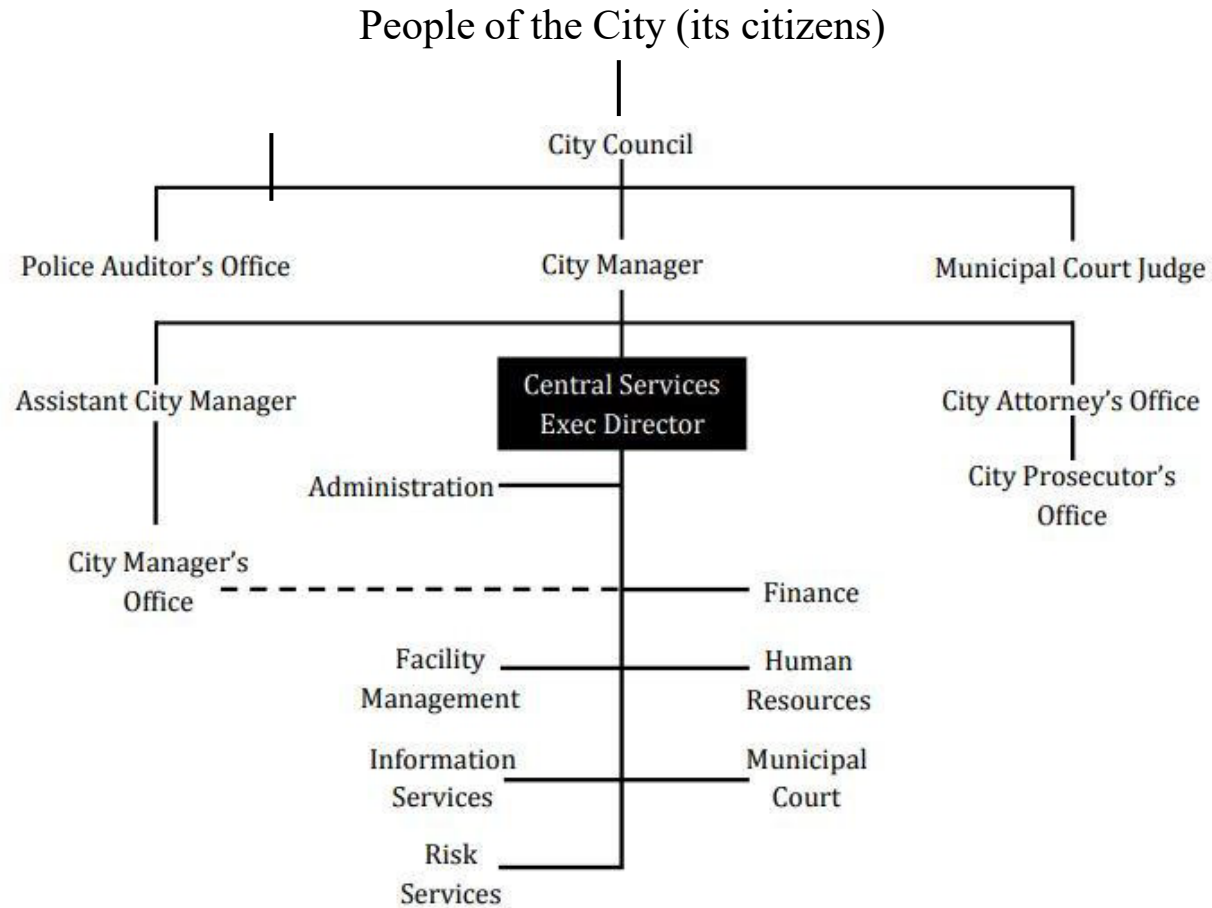 People of the City (its citizens)
City Council
Police Auditor’s Office
City Manager
Municipal Court Judge
Assistant City Manager
Central Services
Exec Director
City Attorney’s Office
Administration
City Prosecutor’s
Office
City Manager’s
Office
Finance
Facility
Management
Human
Resources
Information
Services
Municipal
Court
Risk
Services